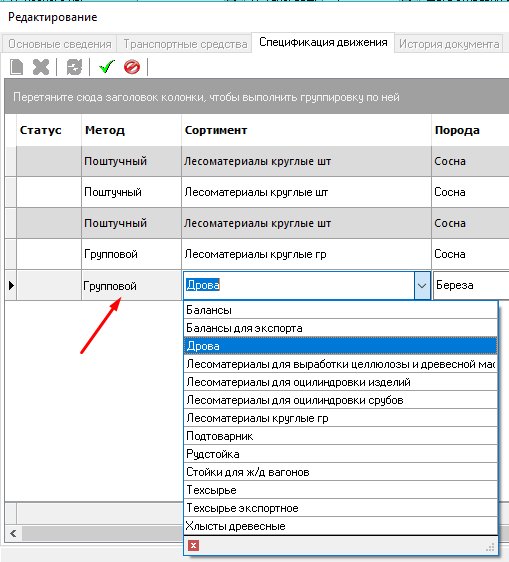 Редактирование
Основные сведения Транспортные средства Спецификация движения История документа
Перетяните сюда заголовок колонки, чтобы выполнить группировку по ней
Статус Метод Сортимент Порода
Поштучный Лесоматериалы круглые шт Сосна
Поштучный Лесоматериалы круглые шт Сосна
Поштучный Лесоматериалы круглые шт Сосна
Групповой Лесоматериалы круглые гр Сосна
Групповой Дрова Береза
Балансы
Балансы для экспорта
Дрова
Лесоматериалы для выработки целлюлозы и древесной мас
Лесоматериалы для оцилиндровки изделий
Лесоматериалы для оцилиндровки срубов
Лесоматериалы круглые гр
Подтоварник
Рудстойка
Стойки для ж/д вагонов
Техсырье
Техсырье экспортное
Хлысты древесные